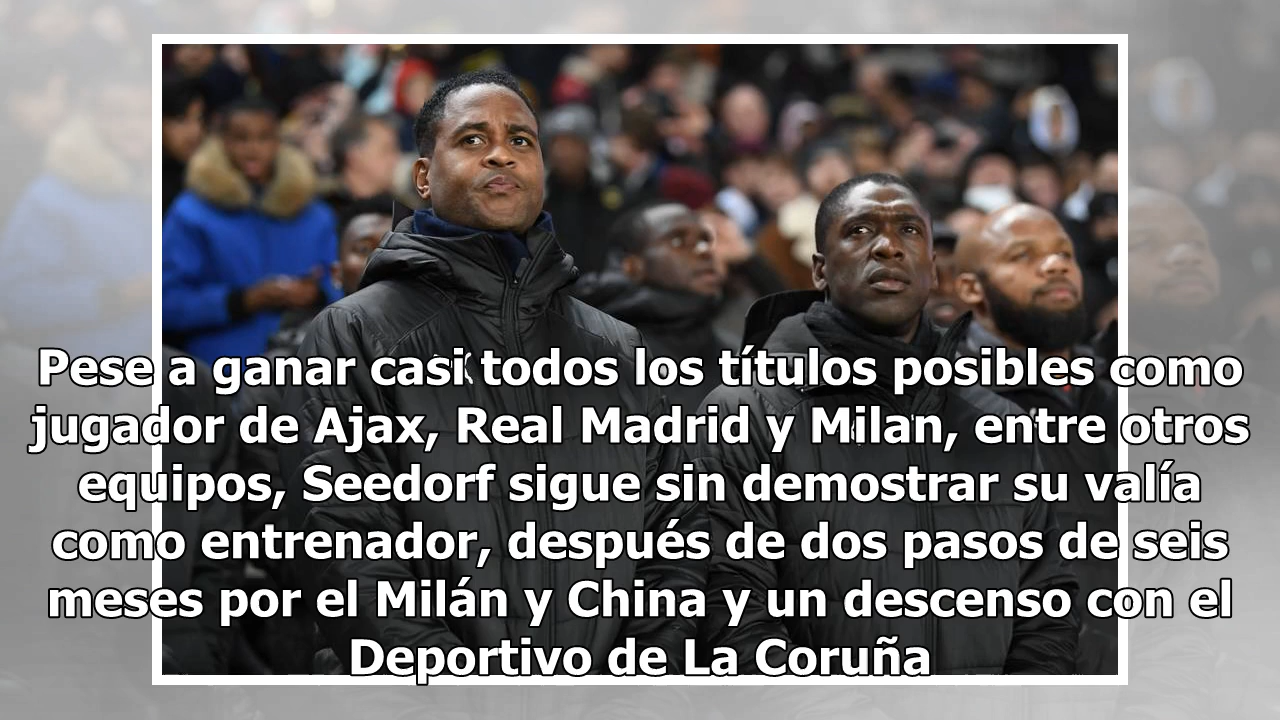 Pese a ganar casi todos los títulos posibles como
jugador de Ajax, Real Madrid y Milan, entre otros
equipos, Seedorf sigue sin demostrar su valía
como entrenador, después de dos pasos de seis
meses por el Milán y China y un descenso con el
Deportivo de La Coruña